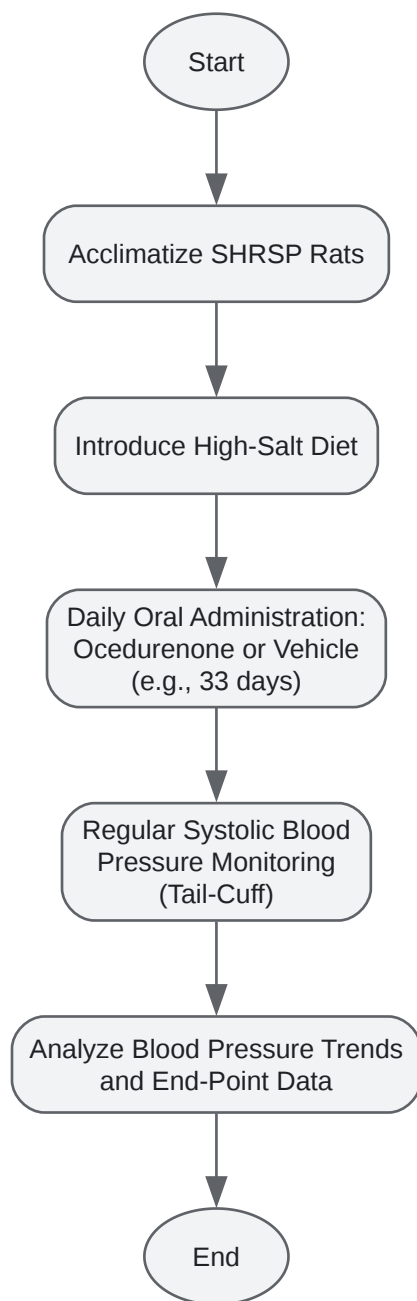 Start
Acclimatize SHRSP Rats
Introduce High-Salt Diet
Daily Oral Administration:
Ocedurenone or Vehicle
(e.g., 33 days)
Regular Systolic Blood
Pressure Monitoring
(Tail-Cuff)
Analyze Blood Pressure Trends
and End-Point Data
End